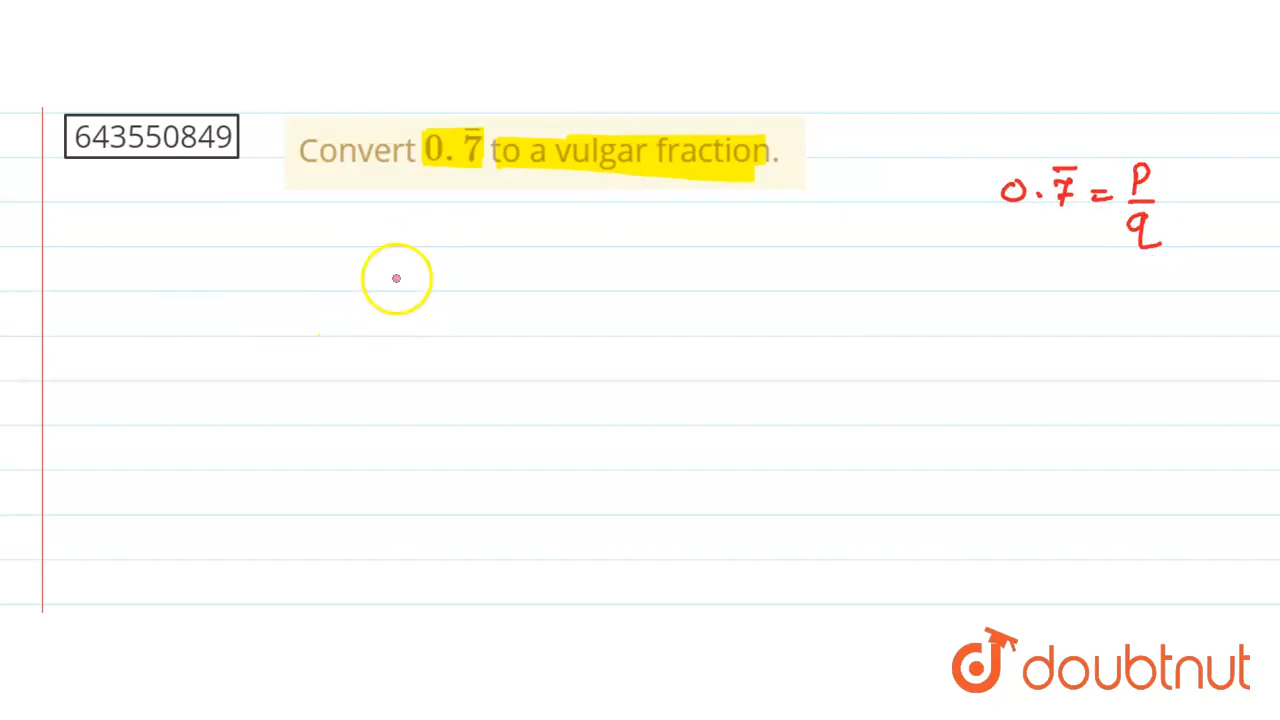 643550849
Convert 0.7̄ to a vulgar fraction.
0.7̄ = p/q
doubtnut